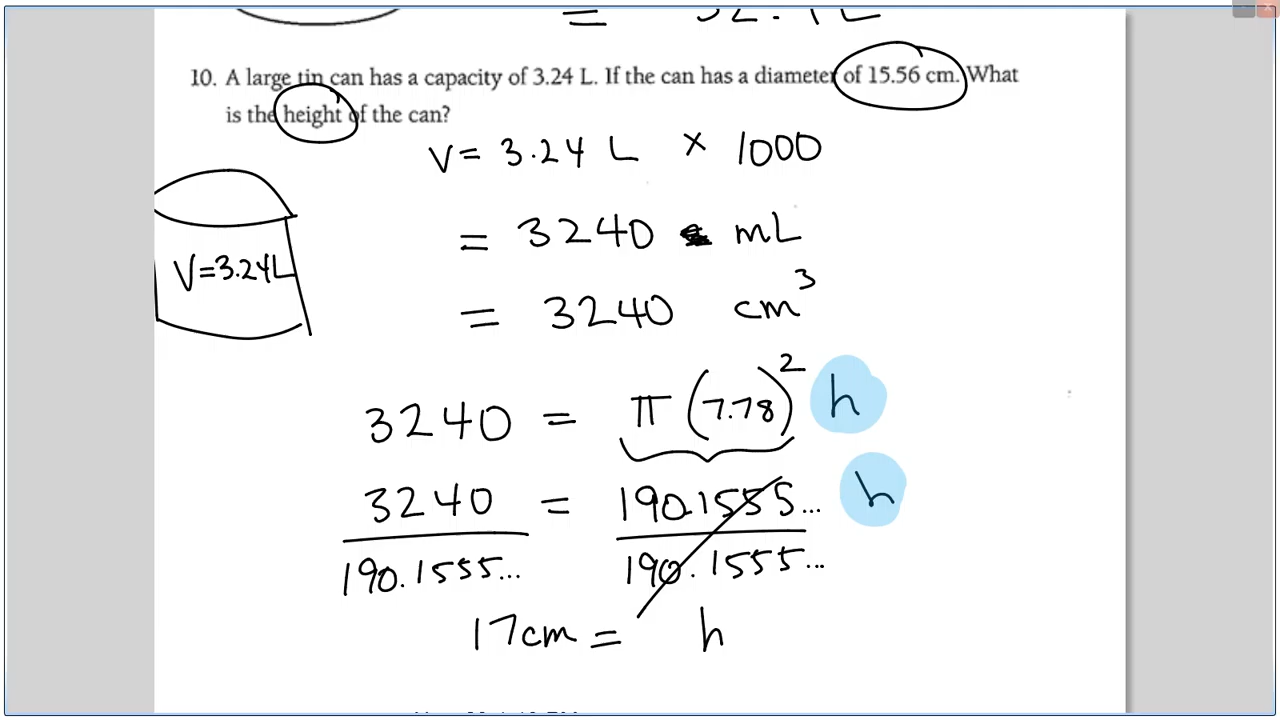 10. A large tin can has a capacity of 3.24 L. If the can has a diameter of 15.56 cm. What
is the height of the can?
V = 3.24 L × 1000
= 3240 mL
V=3.24L
= 3240 cm³
3240 = π (7.78)² h
3240 = 190.1555... h
190.1555... 190.1555...
17cm = h